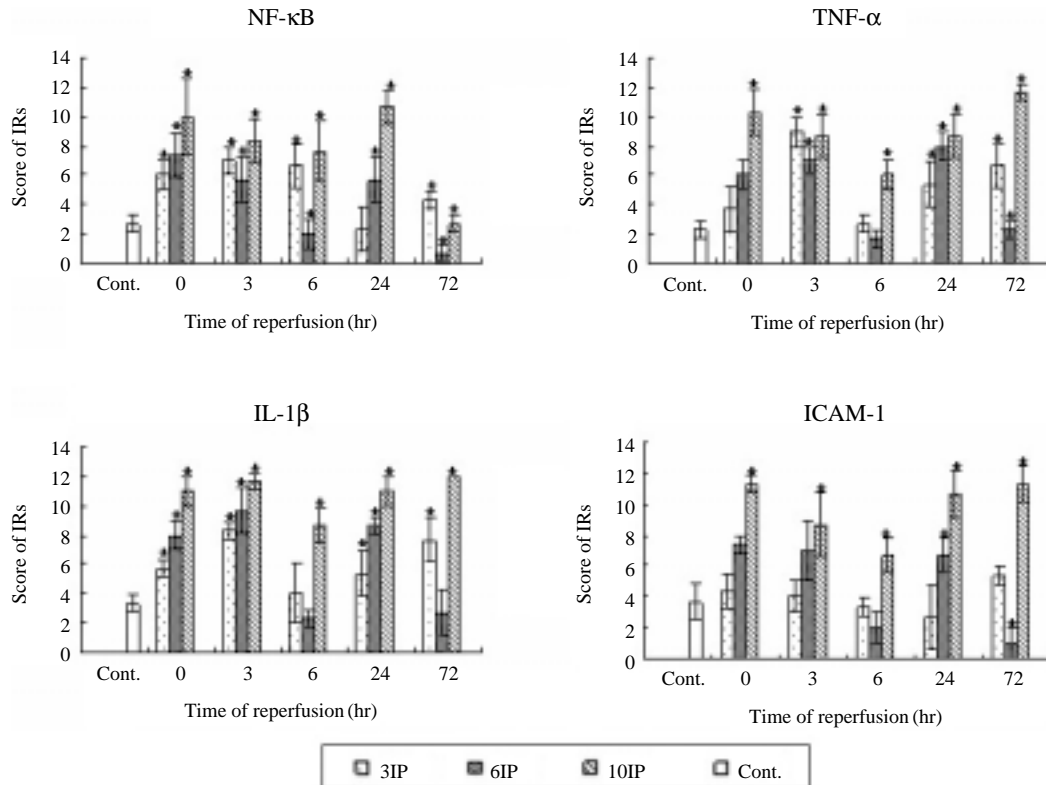 NF-κB
14
12
10
8
6
4
2
0
Score of IRs
Cont. 0 3 6 24 72
Time of reperfusion (hr)
TNF-α
14
12
10
8
6
4
2
0
Score of IRs
Cont. 0 3 6 24 72
Time of reperfusion (hr)
IL-1β
14
12
10
8
6
4
2
0
Score of IRs
Cont. 0 3 6 24 72
Time of reperfusion (hr)
ICAM-1
14
12
10
8
6
4
2
0
Score of IRs
Cont. 0 3 6 24 72
Time of reperfusion (hr)
3IP 6IP 10IP Cont.